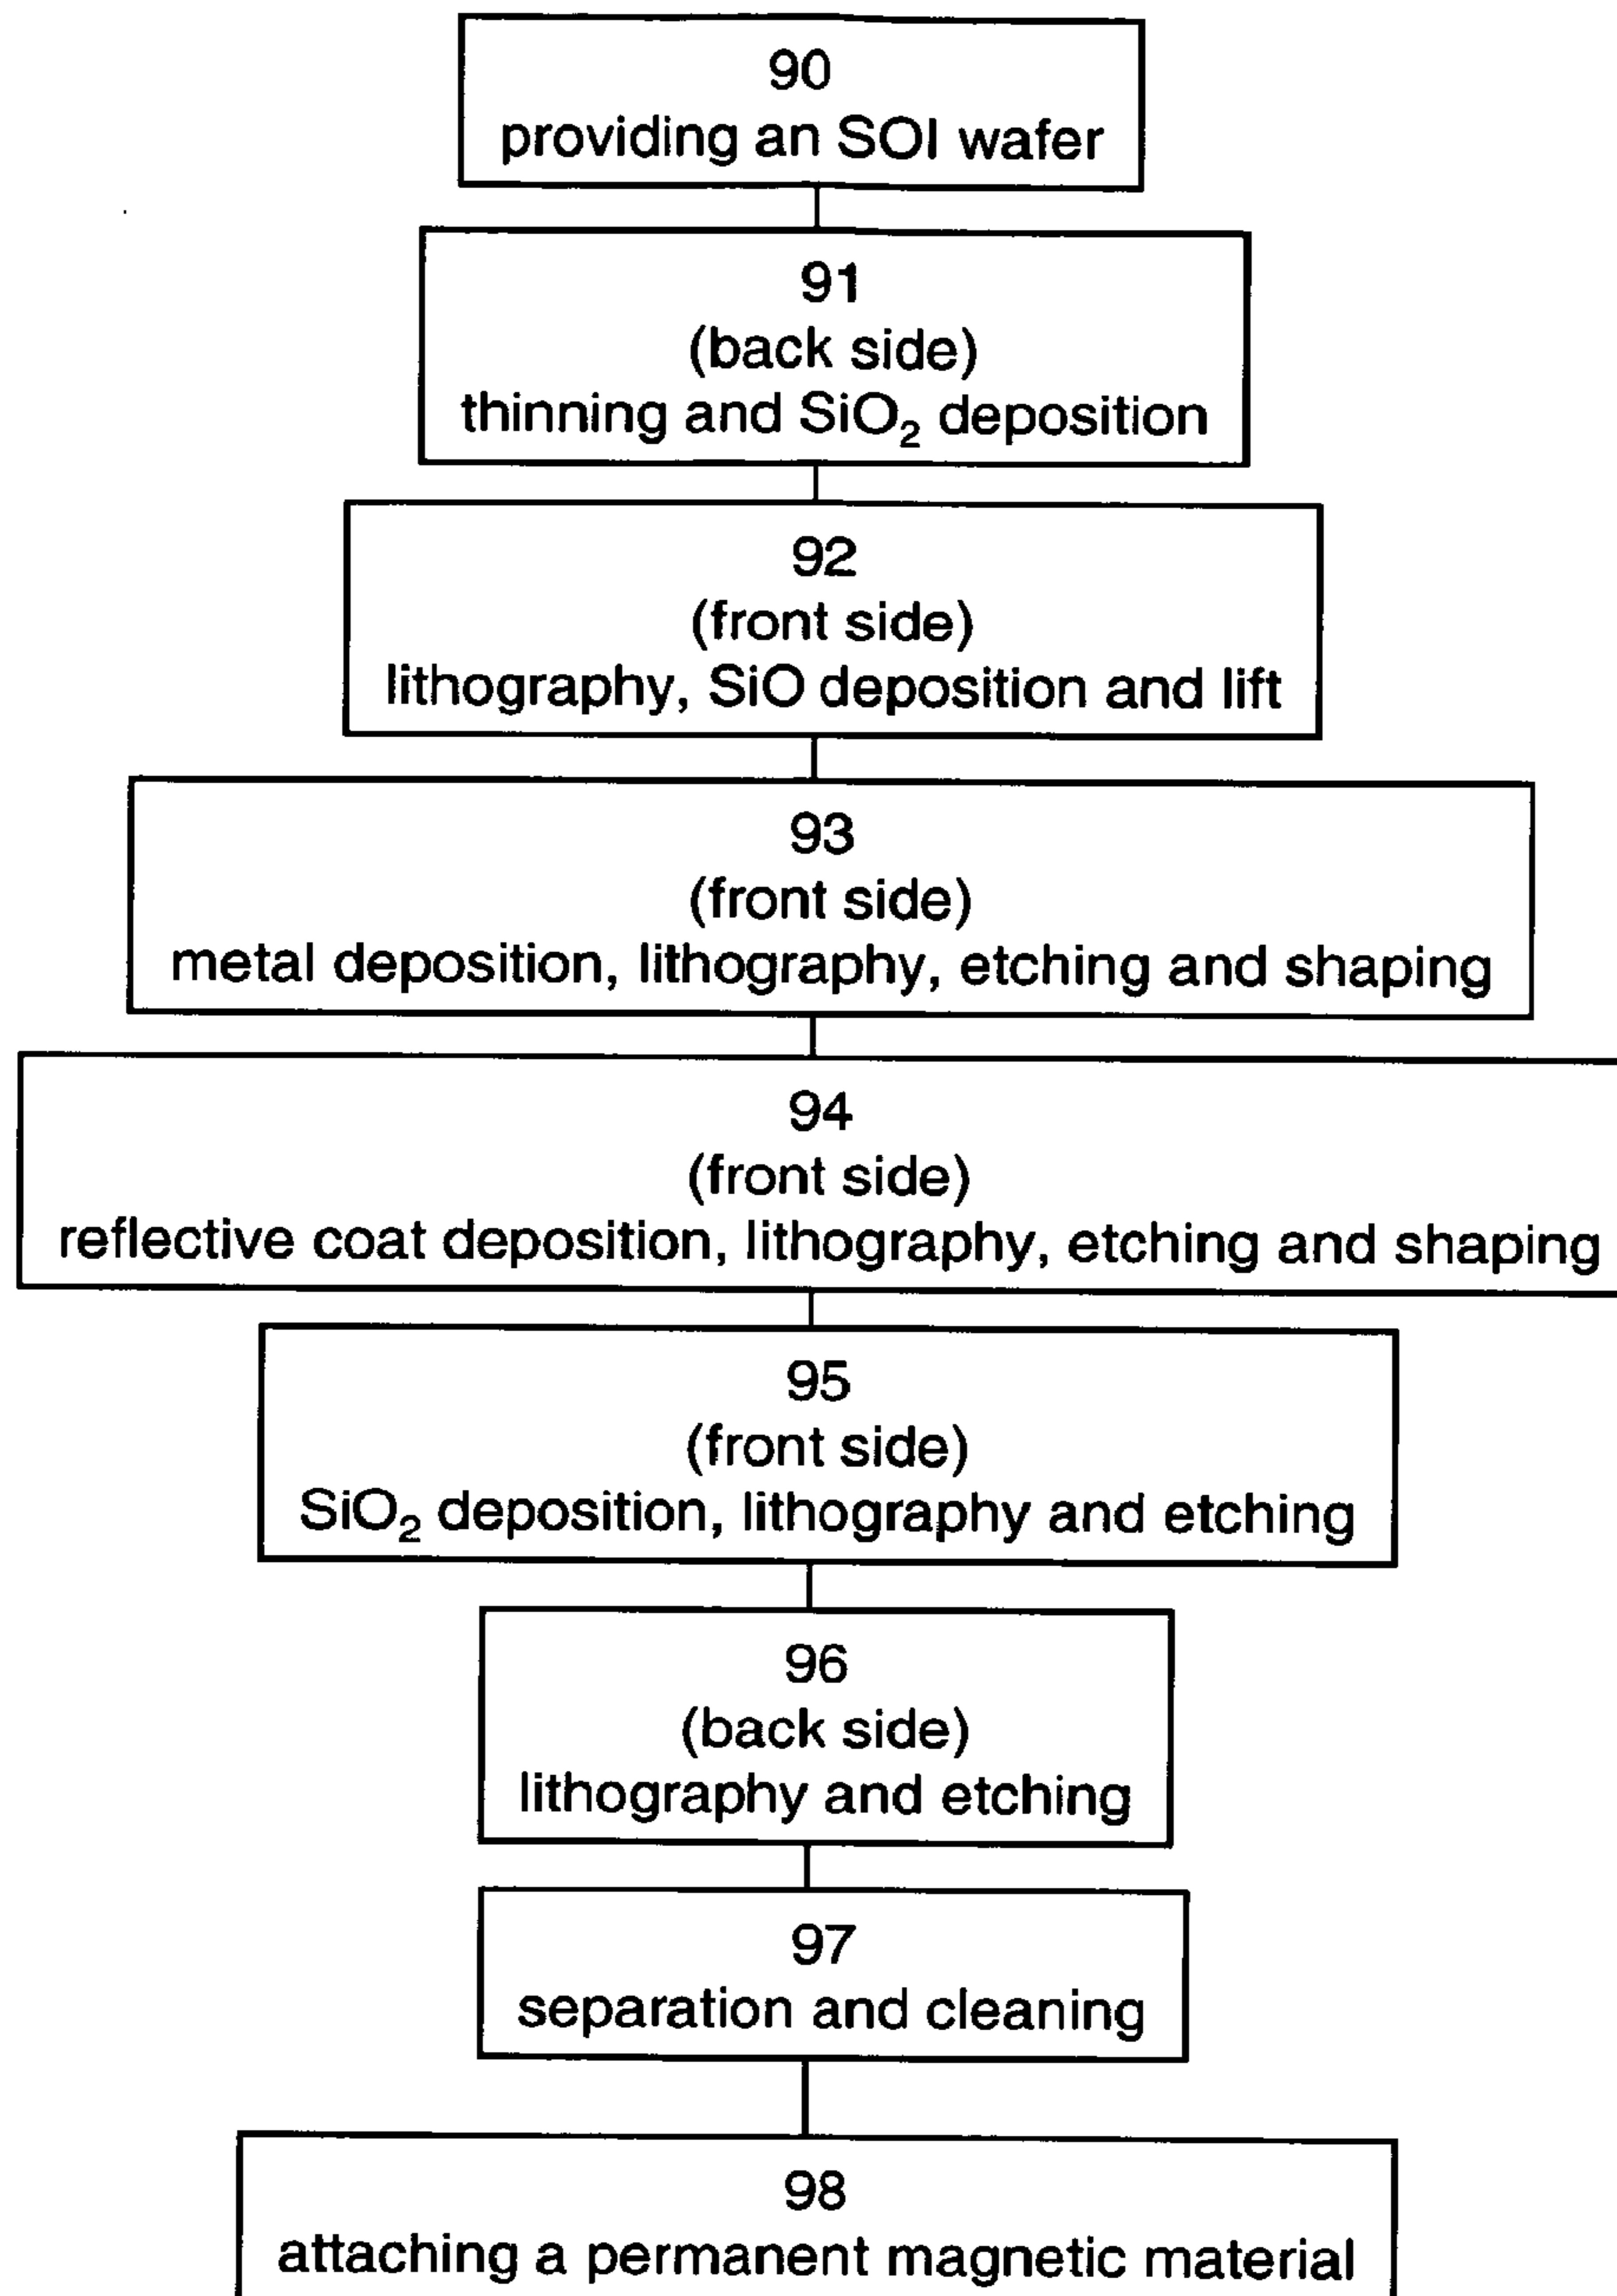 90
providing an SOI wafer
91
(back side)
thinning and SiO₂ deposition
92
(front side)
lithography, SiO deposition and lift
93
(front side)
metal deposition, lithography, etching and shaping
94
(front side)
reflective coat deposition, lithography, etching and shaping
95
(front side)
SiO₂ deposition, lithography and etching
96
(back side)
lithography and etching
97
separation and cleaning
98
attaching a permanent magnetic material